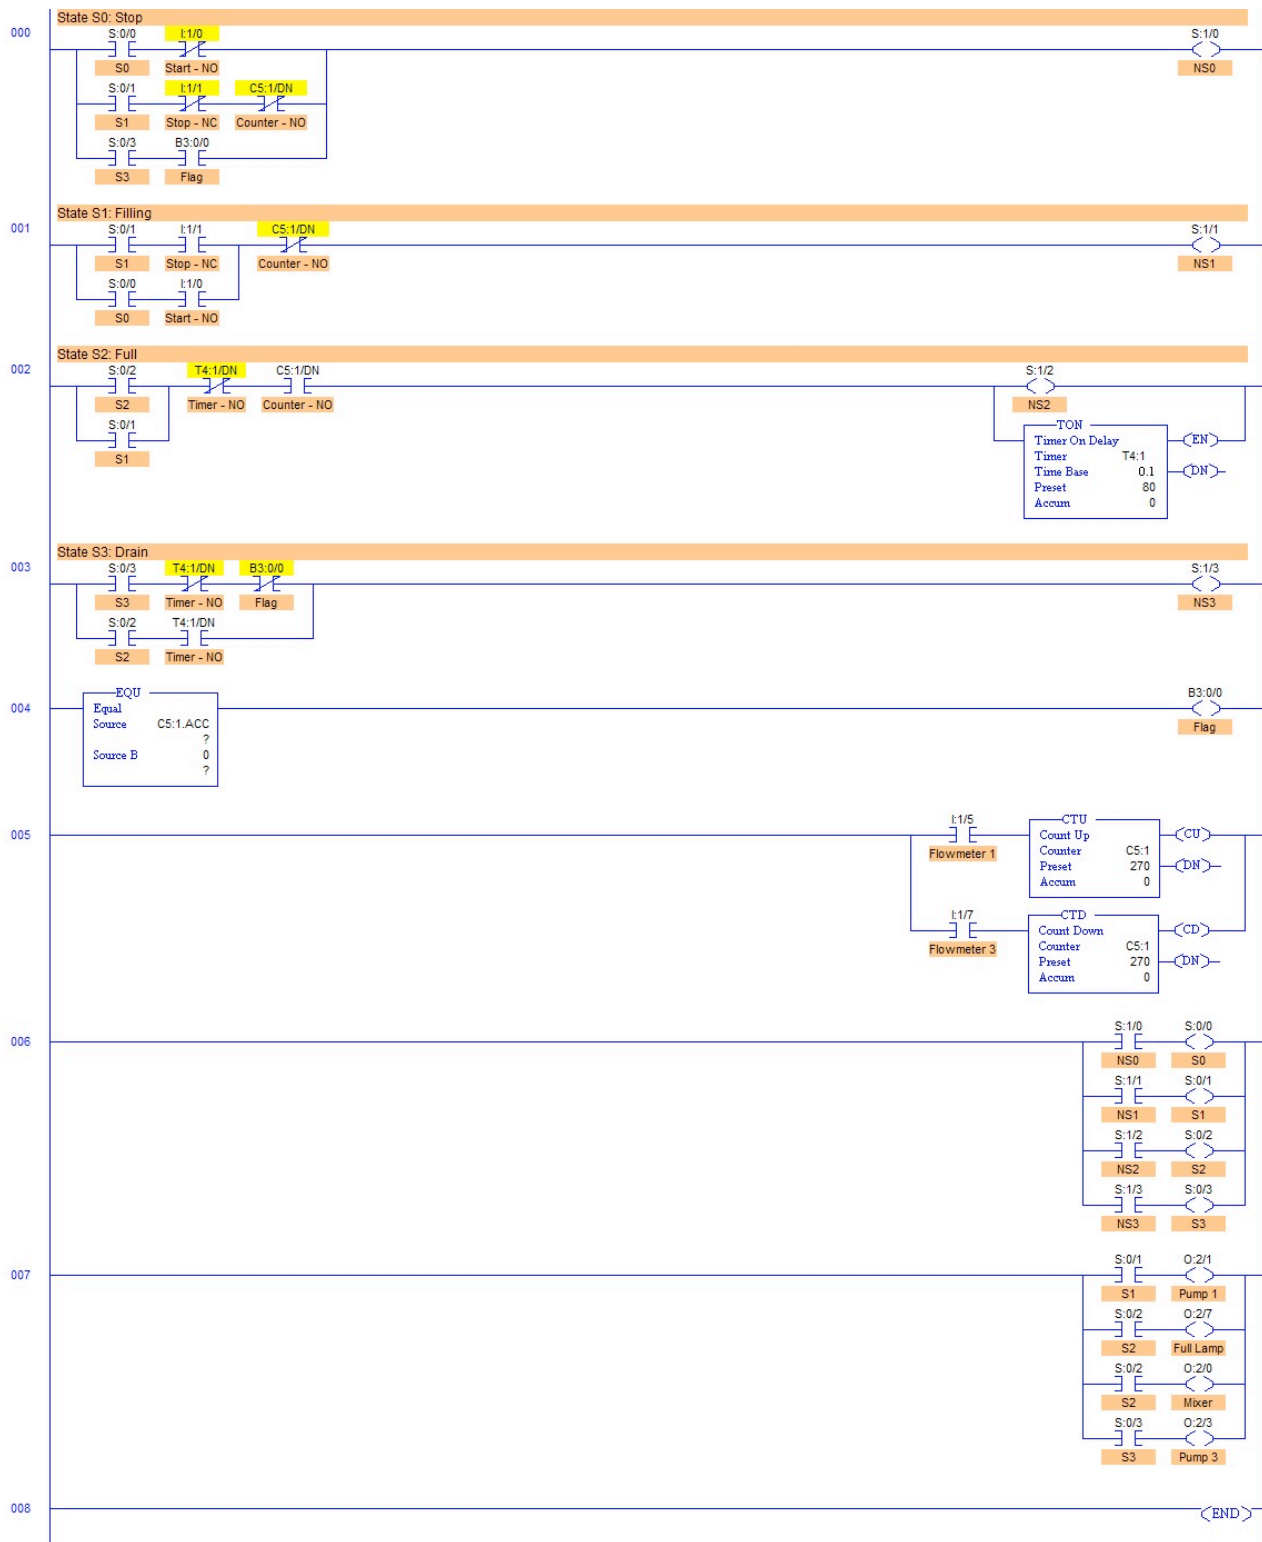 State S0: Stop
000
S:0/0 I:1/0 S:1/0
S0 Start - NO NS0
S:0/1 I:1/1 C5:1/DN
S1 Stop - NC Counter - NO
S:0/3 B3:0/0
S3 Flag
State S1: Filling
001
S:0/1 I:1/1 C5:1/DN S:1/1
S1 Stop - NC Counter - NO NS1
S:0/0 I:1/0
S0 Start - NO
State S2: Full
002
S:0/2 T4:1/DN C5:1/DN S:1/2
S2 Timer - NO Counter - NO NS2
S:0/1
S1
TON
Timer On Delay EN
Timer T4:1
Time Base 0.1 DN
Preset 80
Accum 0
State S3: Drain
003
S:0/3 T4:1/DN B3:0/0 S:1/3
S3 Timer - NO Flag NS3
S:0/2 T4:1/DN
S2 Timer - NO
004
EQU
Equal
Source C5:1.ACC
?
Source B 0
?
B3:0/0
Flag
005
I:1/5
Flowmeter 1
CTU
Count Up CU
Counter C5:1
Preset 270 DN
Accum 0
I:1/7
Flowmeter 3
CTD
Count Down CD
Counter C5:1
Preset 270 DN
Accum 0
006
S:1/0 S:0/0
NS0 S0
S:1/1 S:0/1
NS1 S1
S:1/2 S:0/2
NS2 S2
S:1/3 S:0/3
NS3 S3
007
S:0/1 O:2/1
S1 Pump 1
S:0/2 O:2/7
S2 Full Lamp
S:0/2 O:2/0
S2 Mixer
S:0/3 O:2/3
S3 Pump 3
008
END